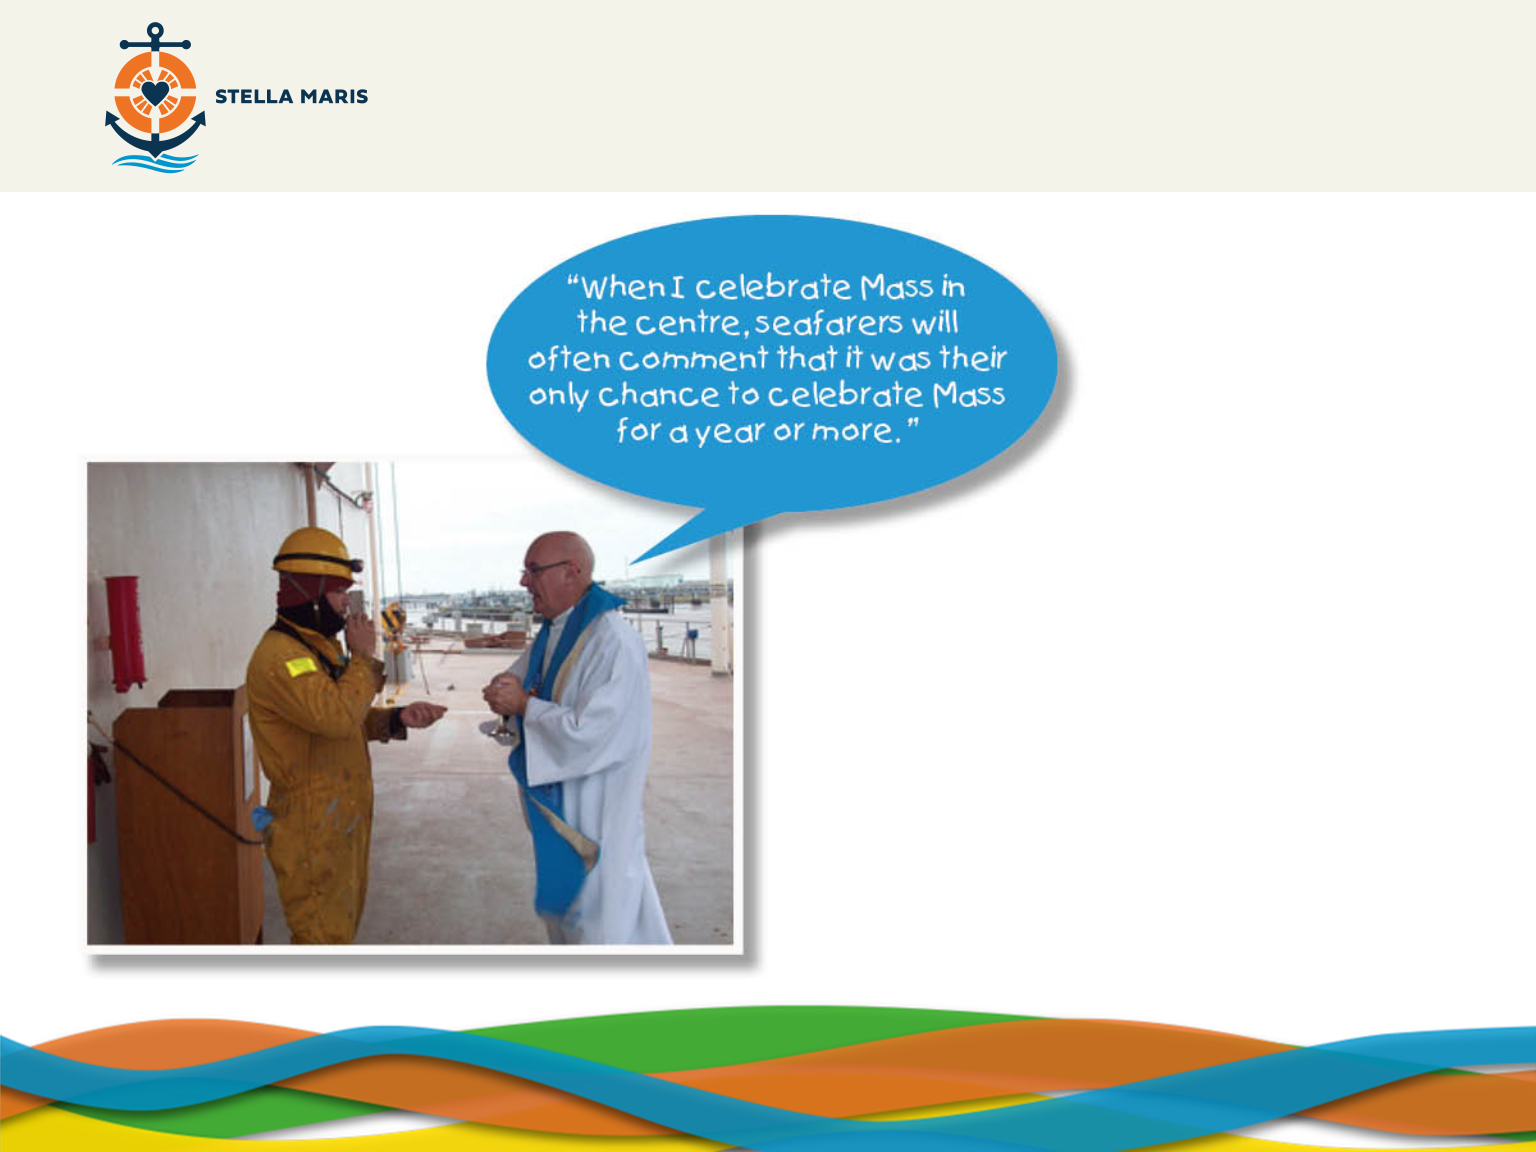 STELLA MARIS
“When I celebrate Mass in
the centre, seafarers will
often comment that it was their
only chance to celebrate Mass
for a year or more.”